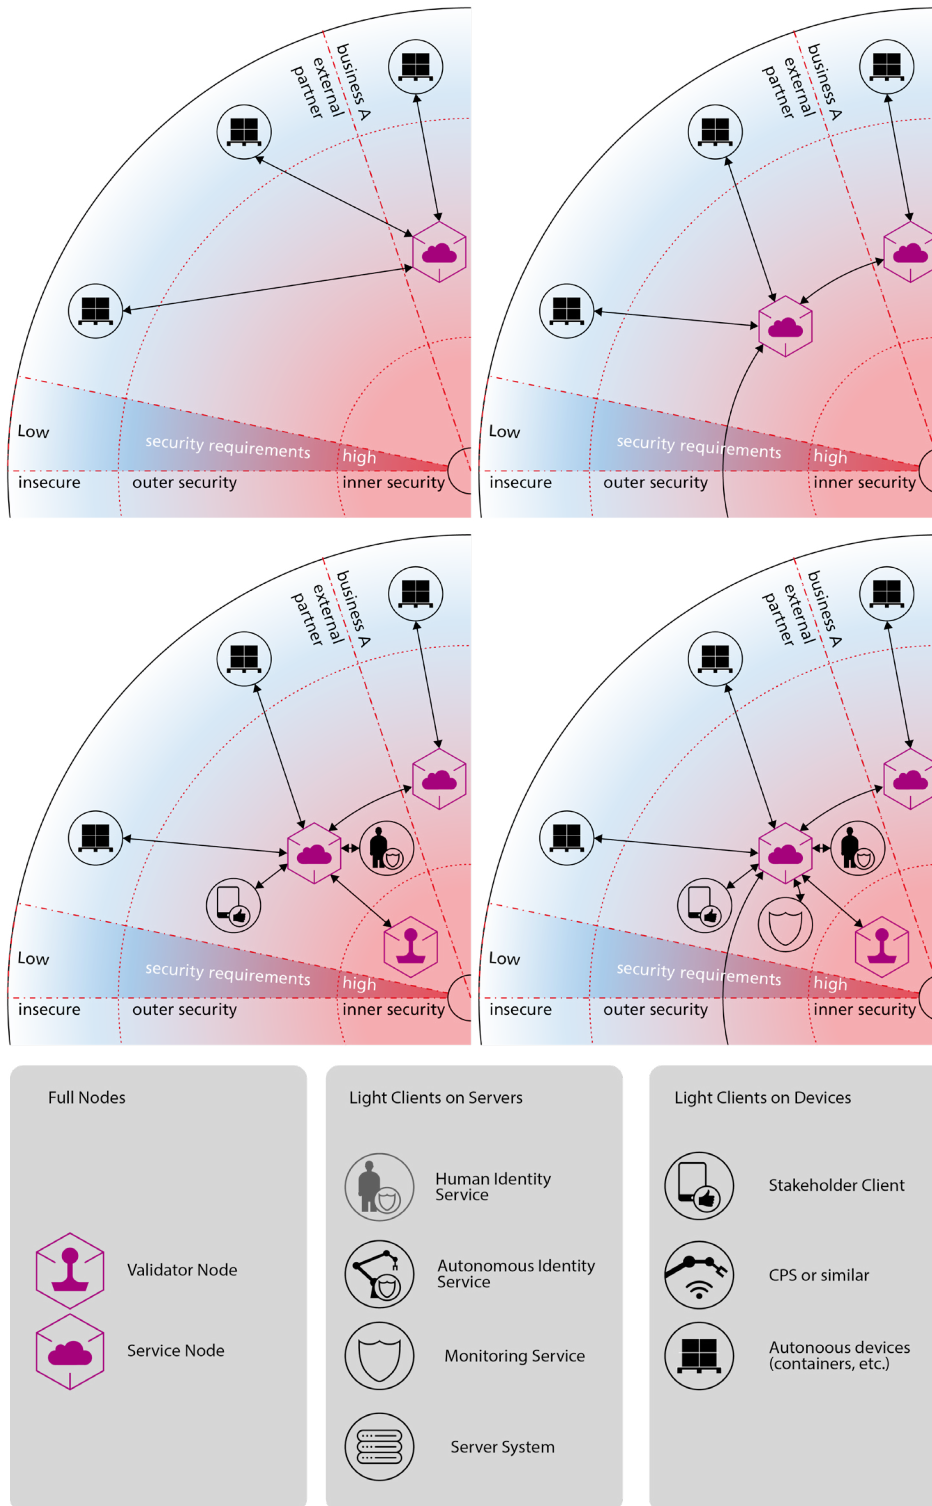 business A
external
partner
Low
security requirements
high
insecure
outer security
inner security
business A
external
partner
Low
security requirements
high
insecure
outer security
inner security
business A
external
partner
Low
security requirements
high
insecure
outer security
inner security
business A
external
partner
Low
security requirements
high
insecure
outer security
inner security
Full Nodes
Validator Node
Service Node
Light Clients on Servers
Human Identity
Service
Autonomous Identity
Service
Monitoring Service
Server System
Light Clients on Devices
Stakeholder Client
CPS or similar
Autonoous devices
(containers, etc.)